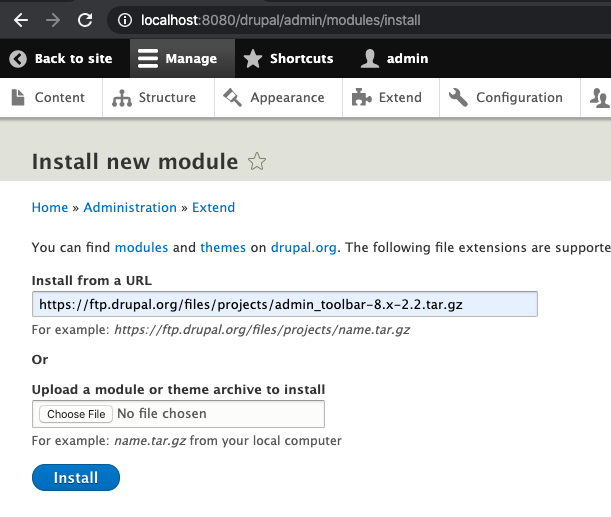 localhost:8080/drupal/admin/modules/install
Back to site Manage Shortcuts admin
Content Structure Appearance Extend Configuration
Install new module
Home » Administration » Extend
You can find modules and themes on drupal.org. The following file extensions are supporte
Install from a URL
https://ftp.drupal.org/files/projects/admin_toolbar-8.x-2.2.tar.gz
For example: https://ftp.drupal.org/files/projects/name.tar.gz
Or
Upload a module or theme archive to install
Choose File No file chosen
For example: name.tar.gz from your local computer
Install